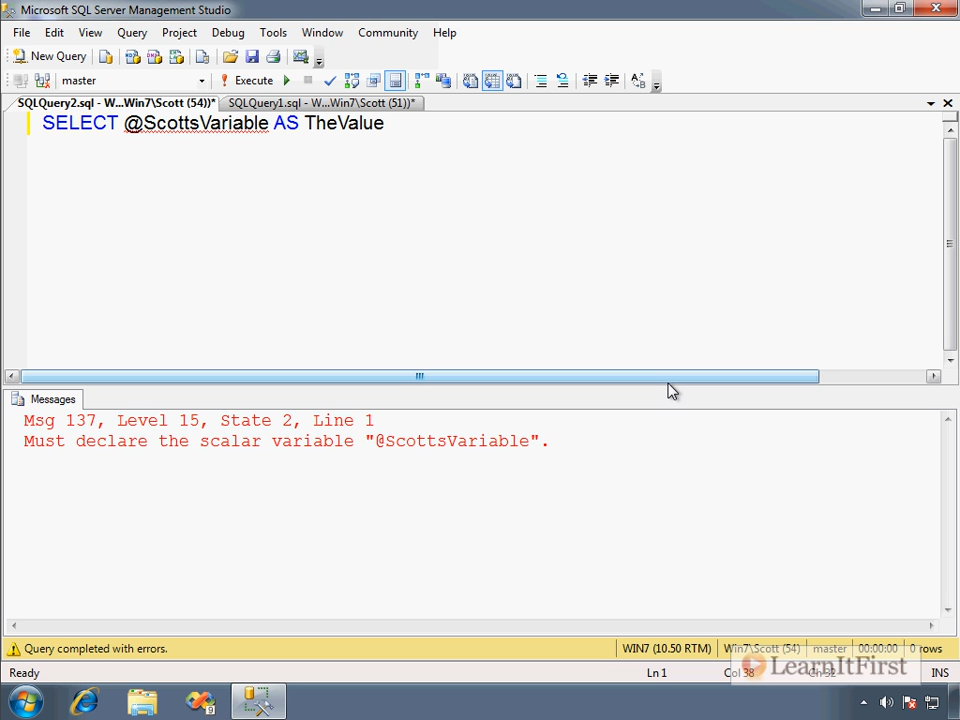 Microsoft SQL Server Management Studio
File Edit View Query Project Debug Tools Window Community Help
New Query
master Execute
SQLQuery2.sql - W...Win7\Scott (54))* SQLQuery1.sql - W...Win7\Scott (51))*
SELECT @ScottsVariable AS TheValue
Messages
Msg 137, Level 15, State 2, Line 1
Must declare the scalar variable "@ScottsVariable".
Query completed with errors. WIN7 (10.50 RTM) Win7\Scott (54) master 00:00:00 0 rows
Ready Ln 1 Col 38 Ch 32 INS
LearnItFirst